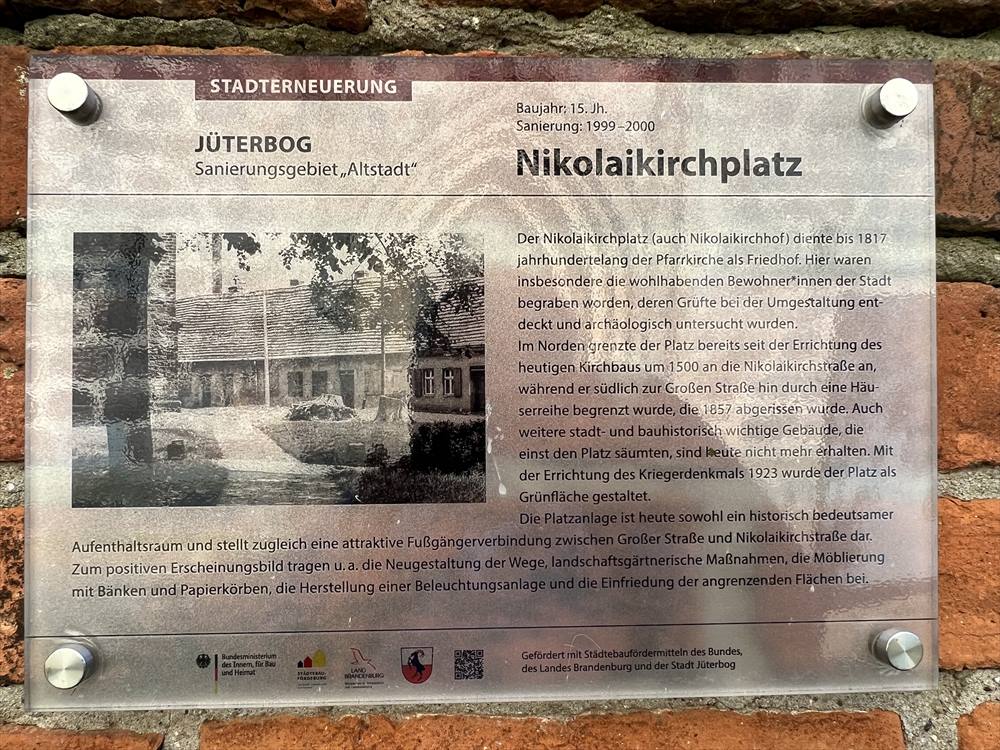 STADTERNEUERUNG
JÜTERBOG
Sanierungsgebiet „Altstadt“
Baujahr: 15. Jh.
Sanierung: 1999–2000
Nikolaikirchplatz
Der Nikolaikirchplatz (auch Nikolaikirchhof) diente bis 1817
jahrhundertelang der Pfarrkirche als Friedhof. Hier waren
insbesondere die wohlhabenden Bewohner*innen der Stadt
begraben worden, deren Grüfte bei der Umgestaltung ent-
deckt und archäologisch untersucht wurden.
Im Norden grenzte der Platz bereits seit der Errichtung des
heutigen Kirchbaus um 1500 an die Nikolaikirchstraße an,
während er südlich zur Großen Straße hin durch eine Häu-
serreihe begrenzt wurde, die 1857 abgerissen wurde. Auch
weitere stadt- und bauhistorisch wichtige Gebäude, die
einst den Platz säumten, sind heute nicht mehr erhalten. Mit
der Errichtung des Kriegerdenkmals 1923 wurde der Platz als
Grünfläche gestaltet.
Die Platzanlage ist heute sowohl ein historisch bedeutsamer
Aufenthaltsraum und stellt zugleich eine attraktive Fußgängerverbindung zwischen Großer Straße und Nikolaikirchstraße dar.
Zum positiven Erscheinungsbild tragen u.a. die Neugestaltung der Wege, landschaftsgärtnerische Maßnahmen, die Möblierung
mit Bänken und Papierkörben, die Herstellung einer Beleuchtungsanlage und die Einfriedung der angrenzenden Flächen bei.
Bundesministerium
des Innern, für Bau
und Heimat
STÄDTEBAU-
FÖRDERUNG
LAND
BRANDENBURG
Gefördert mit Städtebaufördermitteln des Bundes,
des Landes Brandenburg und der Stadt Jüterbog